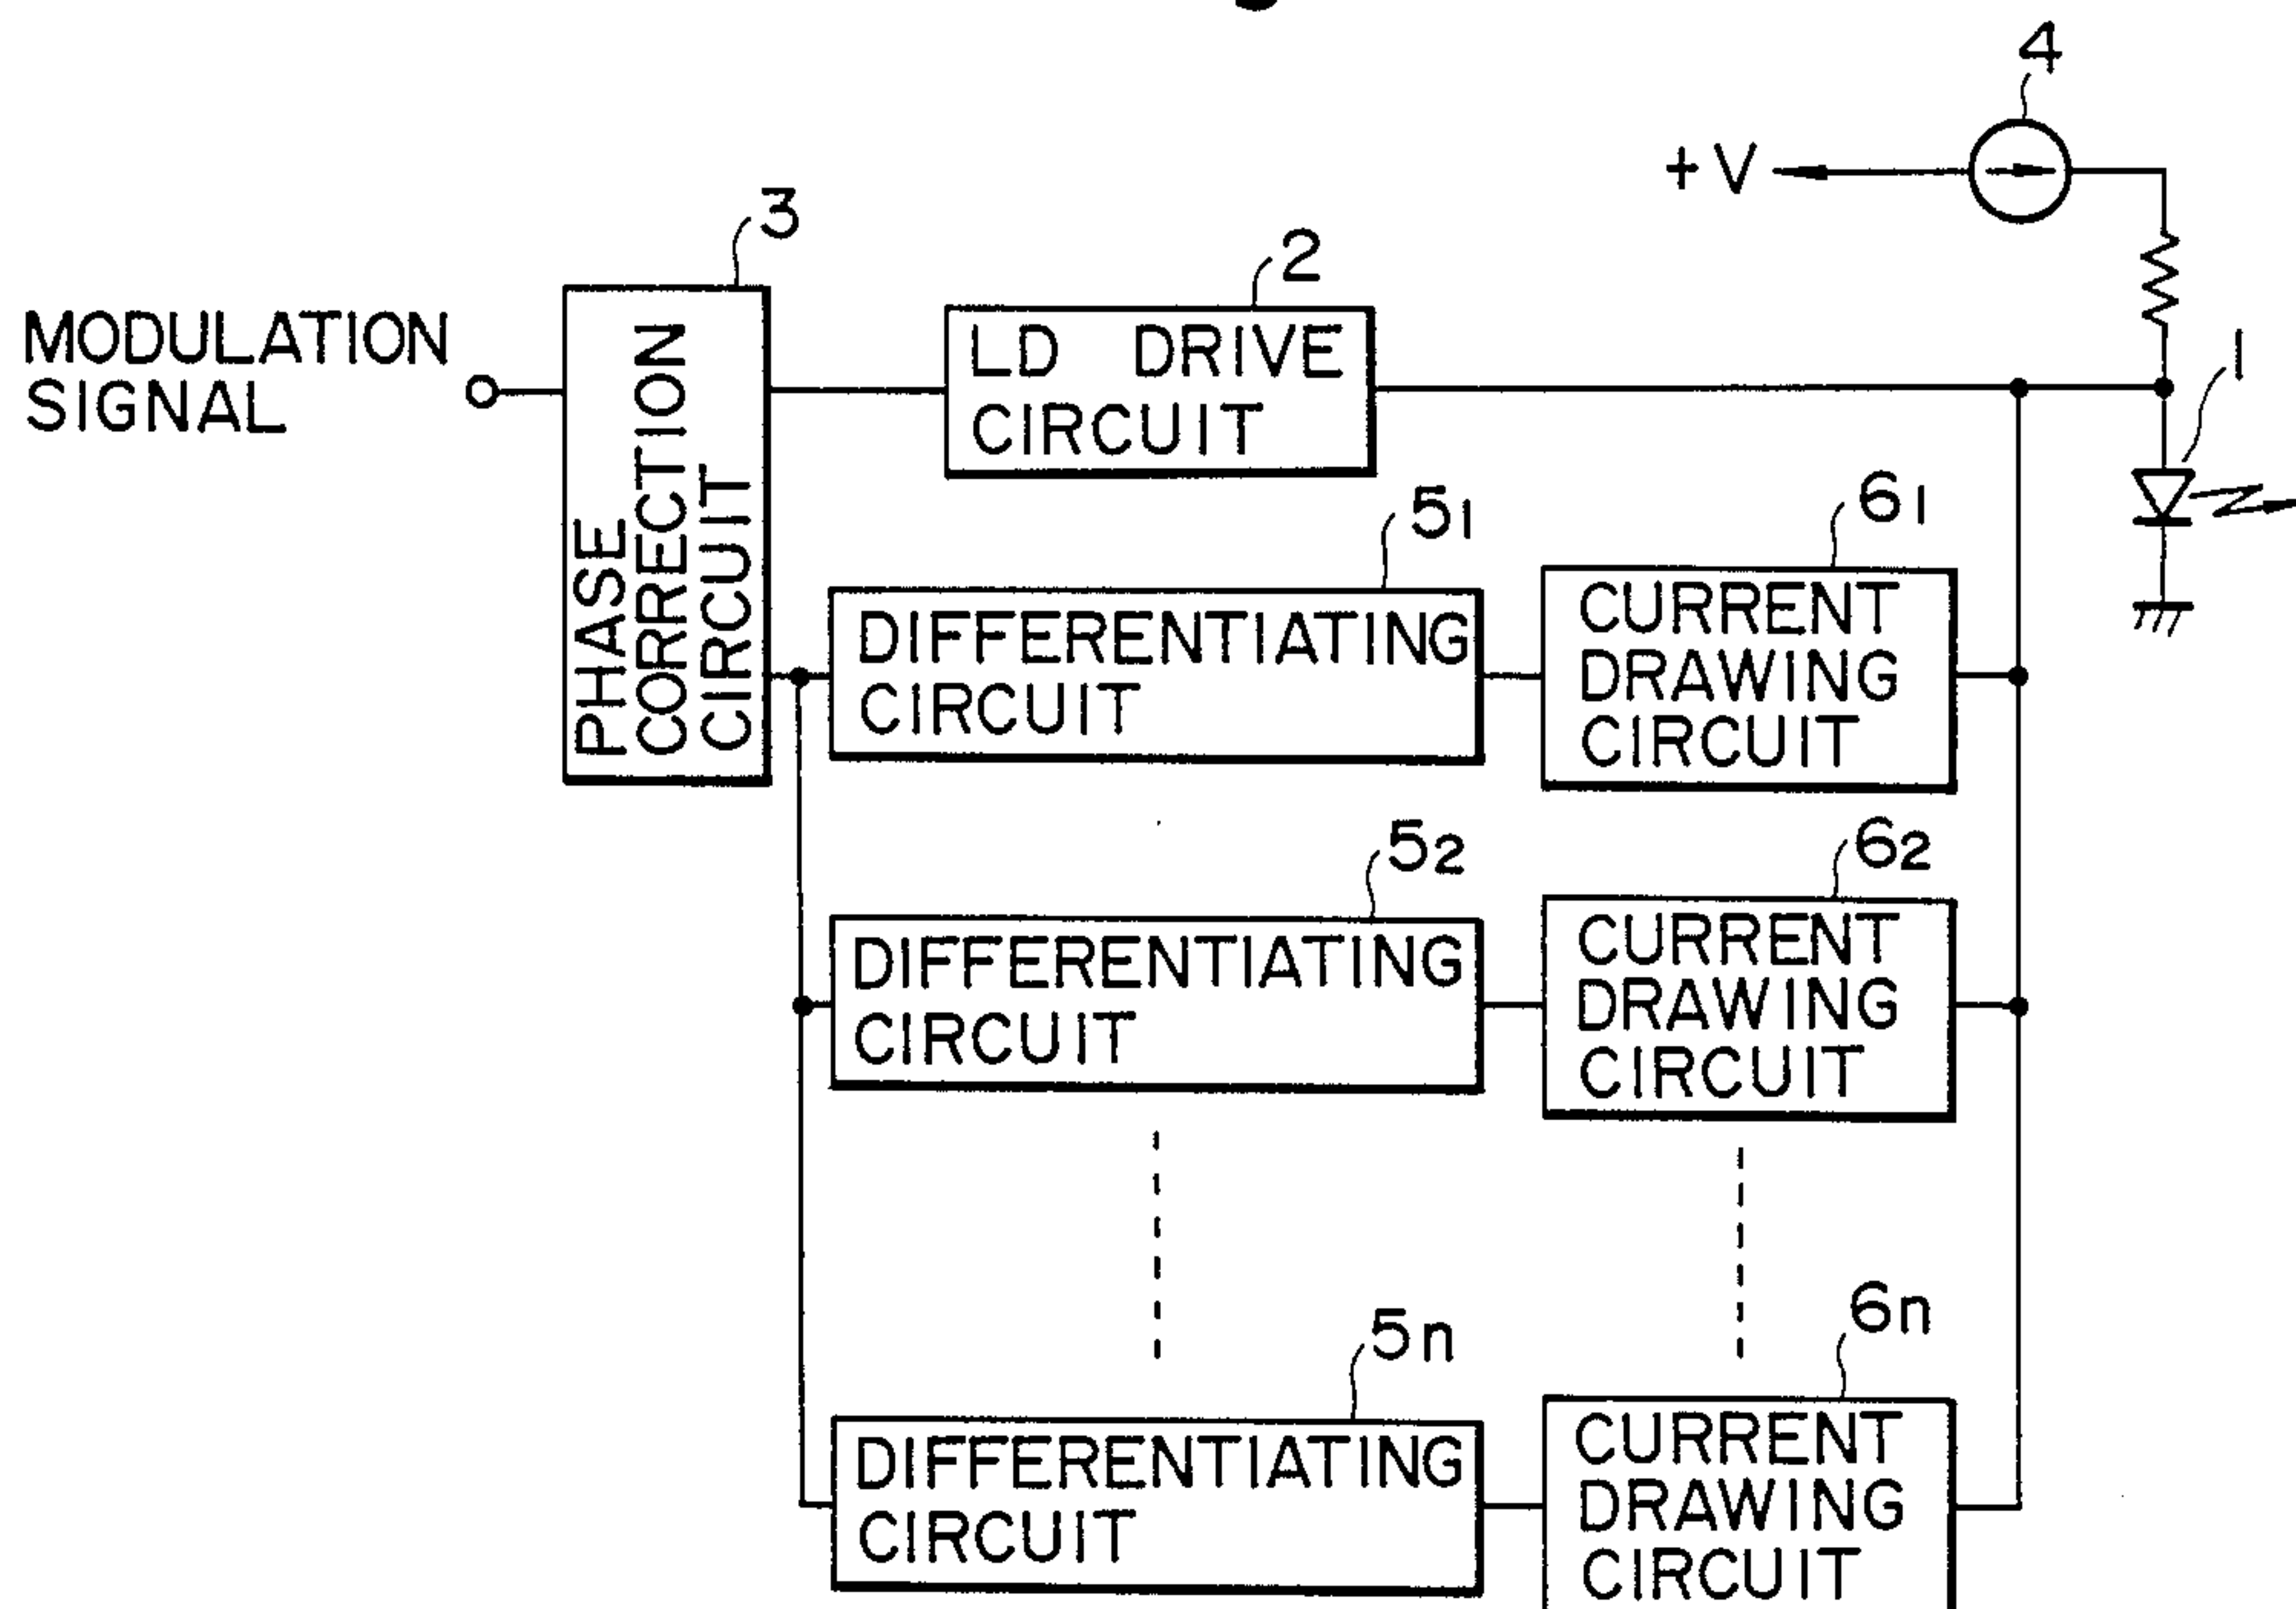 4
+V
3
2
MODULATION
SIGNAL
PHASE
CORRECTION
CIRCUIT
LD DRIVE
CIRCUIT
1
51
61
DIFFERENTIATING
CIRCUIT
CURRENT
DRAWING
CIRCUIT
52
62
DIFFERENTIATING
CIRCUIT
CURRENT
DRAWING
CIRCUIT
5n
6n
DIFFERENTIATING
CIRCUIT
CURRENT
DRAWING
CIRCUIT